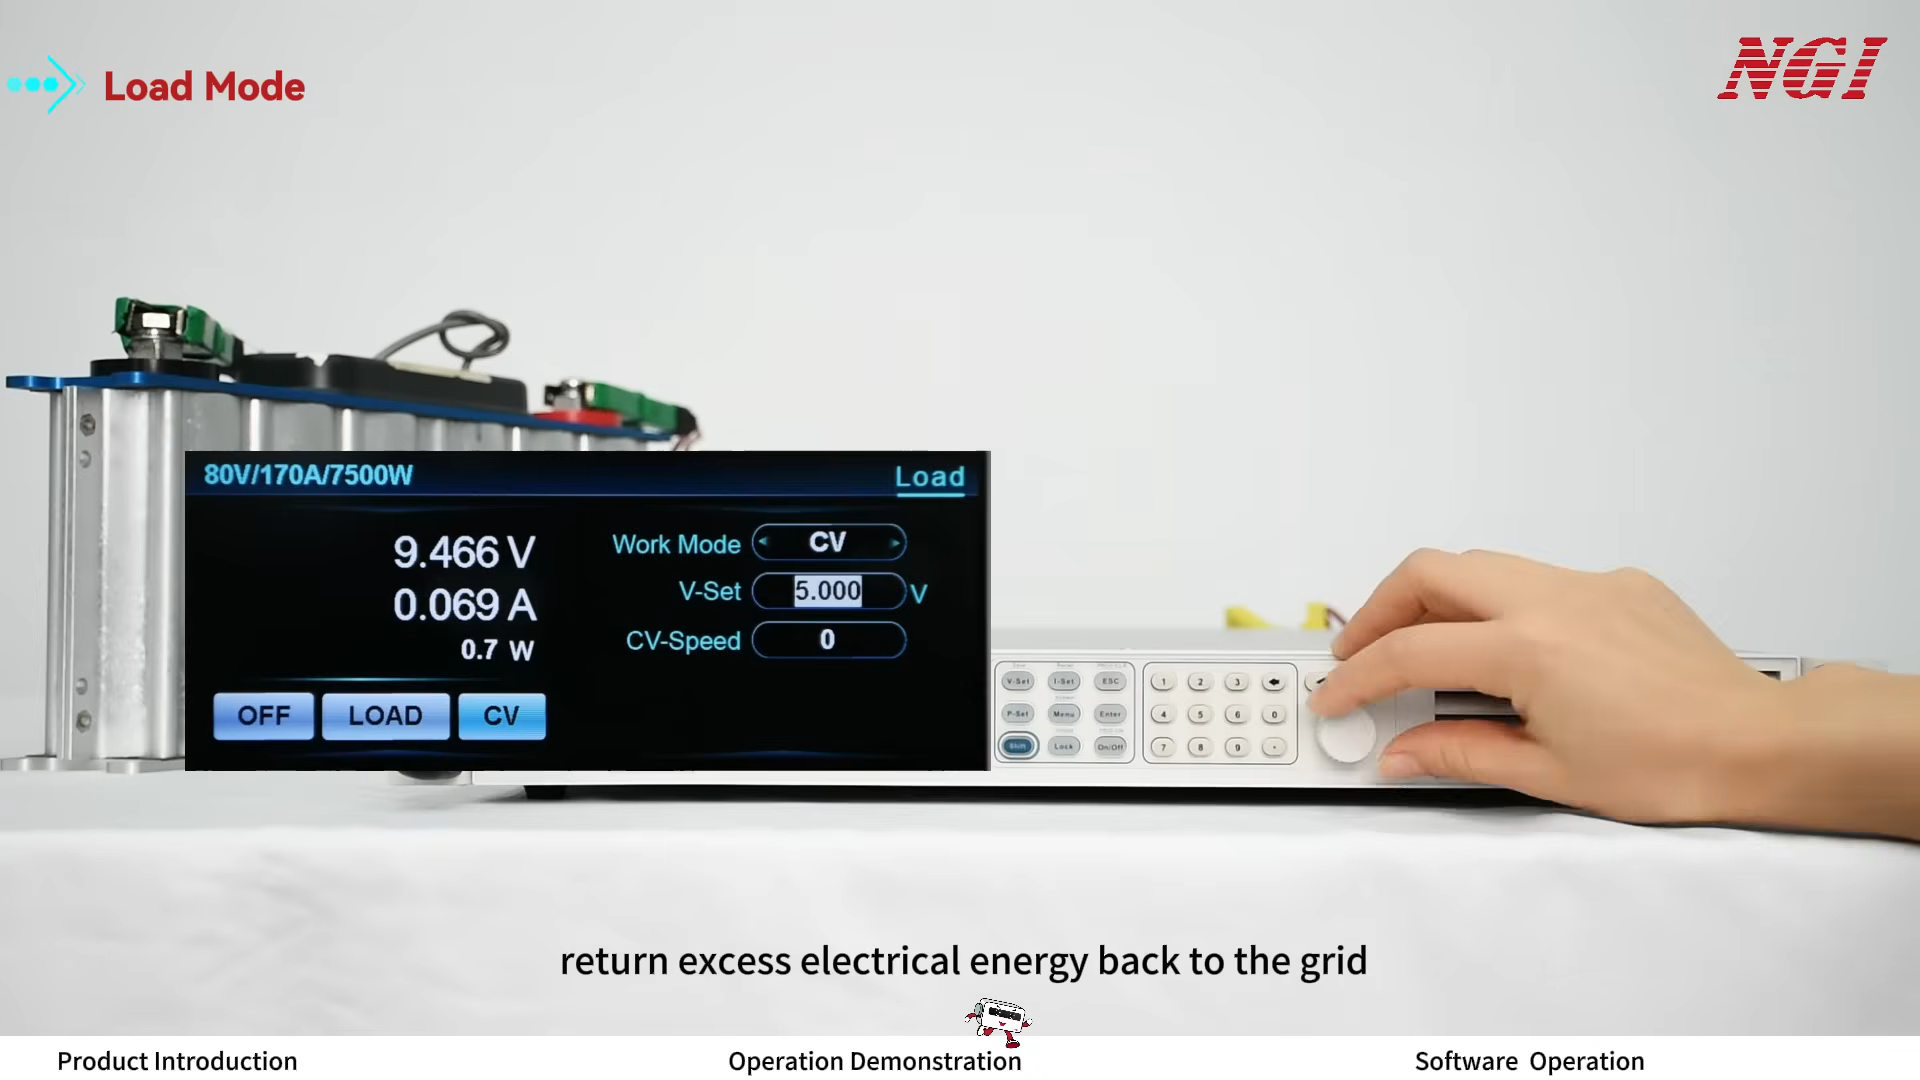 Load Mode
NGI
80V/170A/7500W
Load
9.466 V
0.069 A
0.7 W
Work Mode CV
V-Set 5.000 V
CV-Speed 0
OFF LOAD CV
V-Set I-Set ESC
P-Set Menu Enter
Shift Lock On/Off
1 2 3
4 5 6 0
7 8 9 .
return excess electrical energy back to the grid
Product Introduction
Operation Demonstration
Software Operation